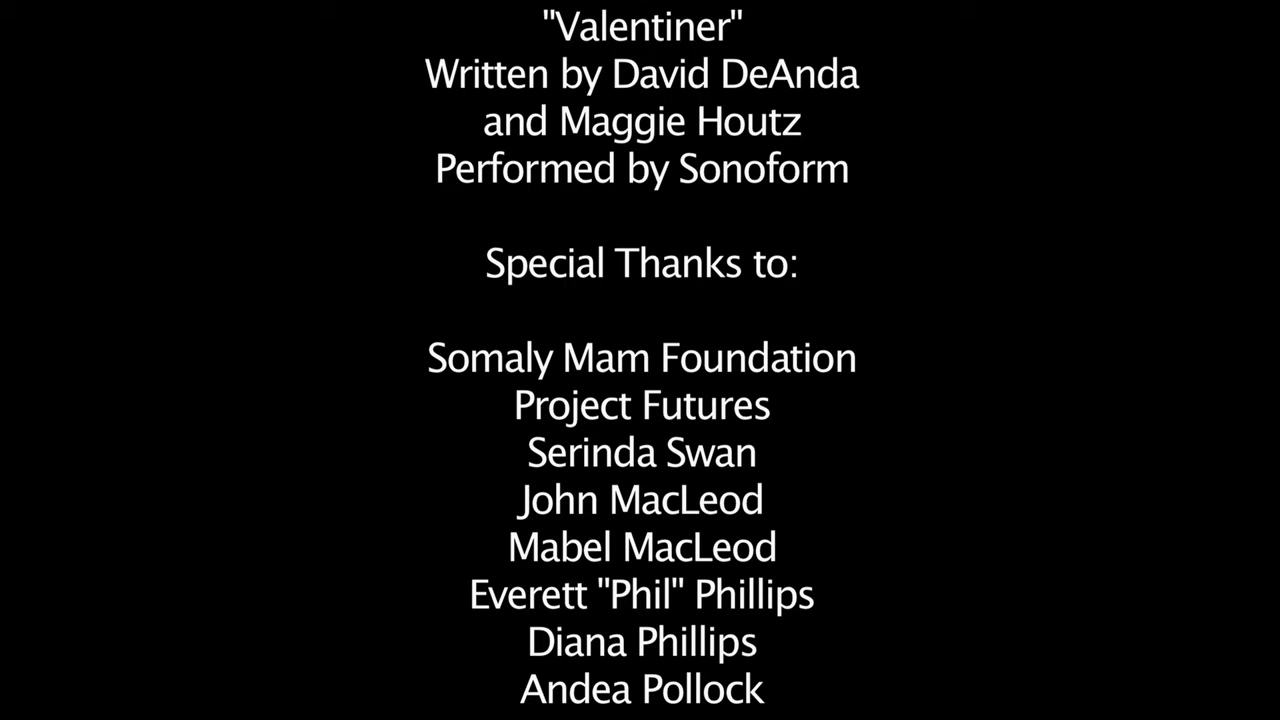 "Valentiner"
Written by David DeAnda
and Maggie Houtz
Performed by Sonoform
Special Thanks to:
Somaly Mam Foundation
Project Futures
Serinda Swan
John MacLeod
Mabel MacLeod
Everett "Phil" Phillips
Diana Phillips
Andea Pollock